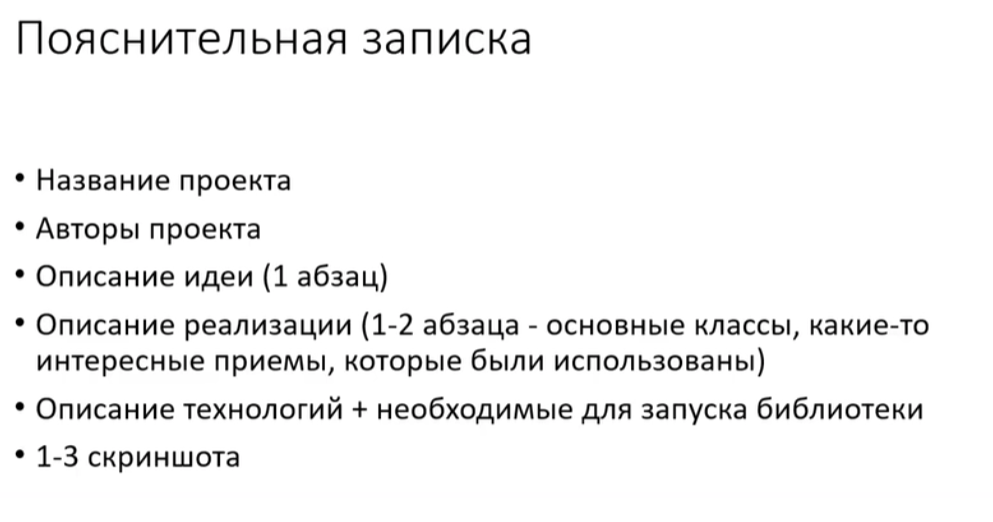 Пояснительная записка
• Название проекта
• Авторы проекта
• Описание идеи (1 абзац)
• Описание реализации (1-2 абзаца - основные классы, какие-то
интересные приемы, которые были использованы)
• Описание технологий + необходимые для запуска библиотеки
• 1-3 скриншота